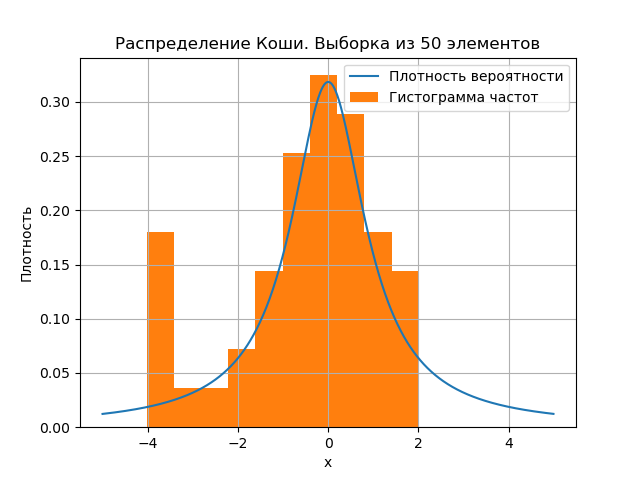 Распределение Коши. Выборка из 50 элементов
Плотность вероятности
Гистограмма частот
Плотность
0.30
0.25
0.20
0.15
0.10
0.05
0.00
−4 −2 0 2 4
x